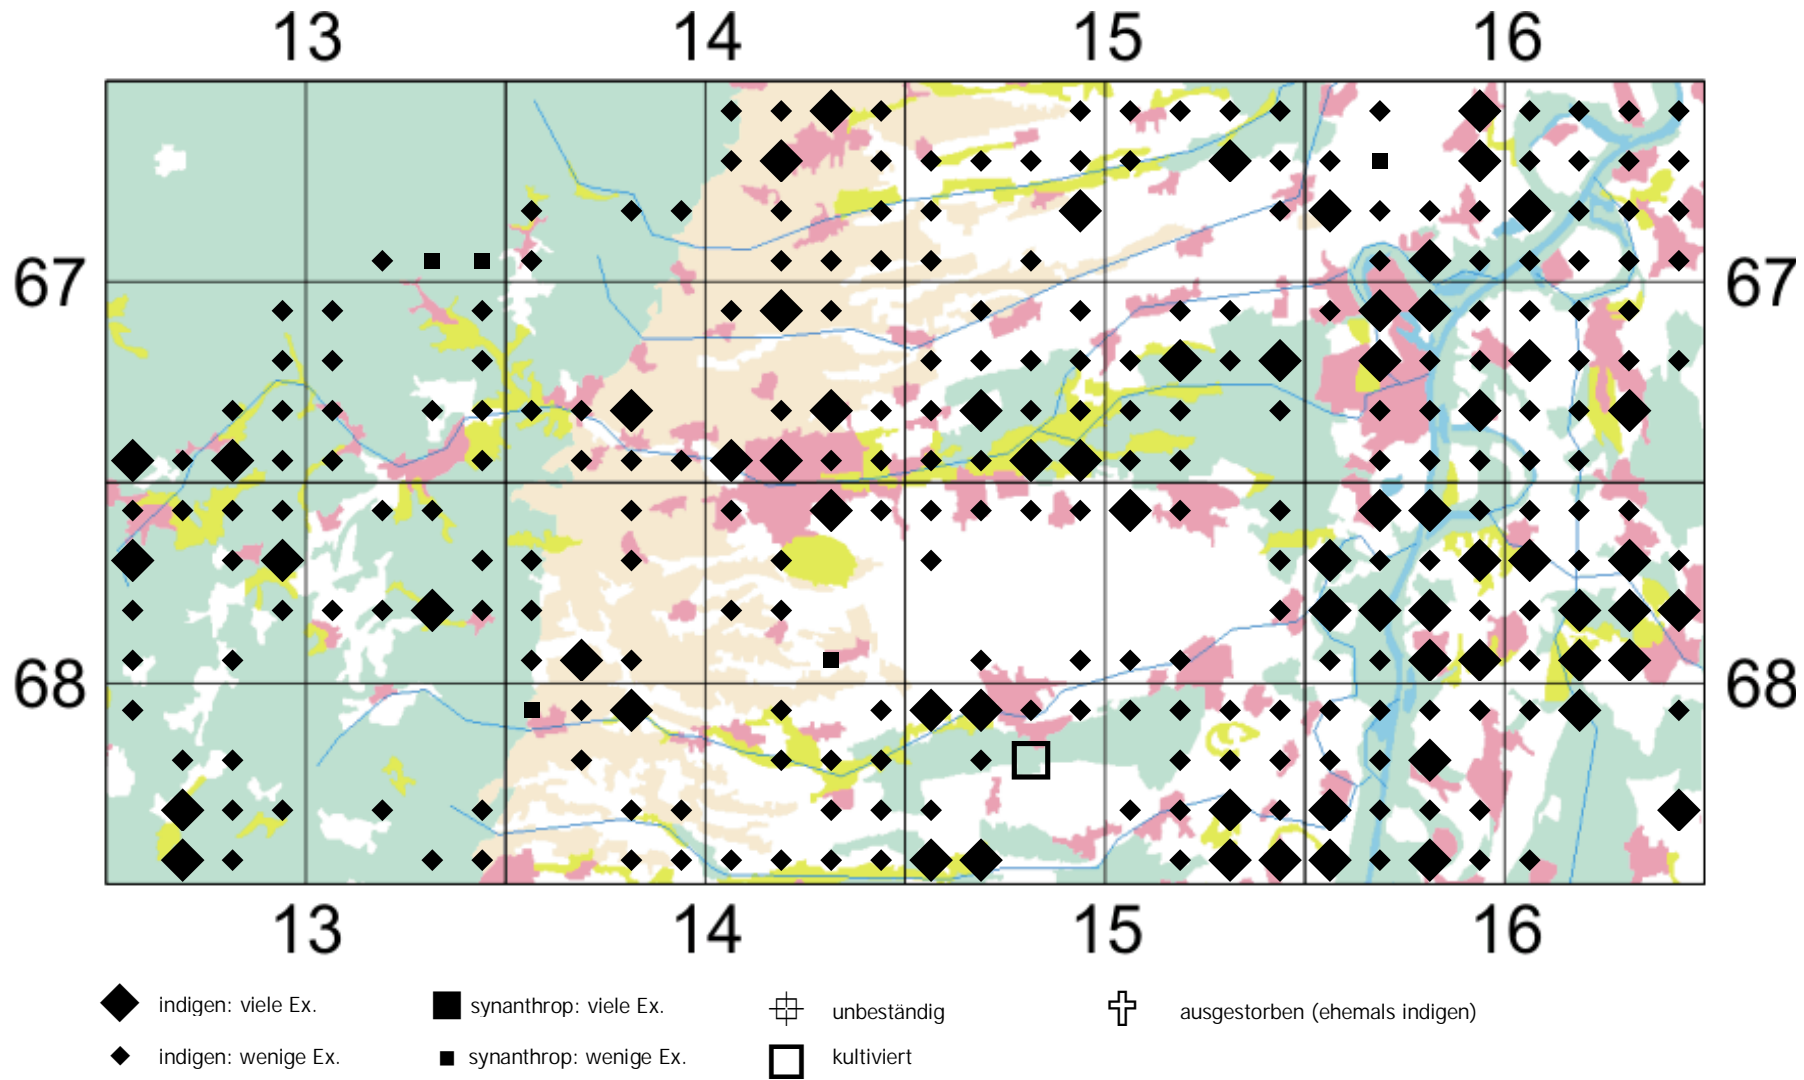 13 14 15 16
67 67
68 68
13 14 15 16
indigen: viele Ex. synanthrop: viele Ex. unbeständig ausgestorben (ehemals indigen)
indigen: wenige Ex. synanthrop: wenige Ex. kultiviert